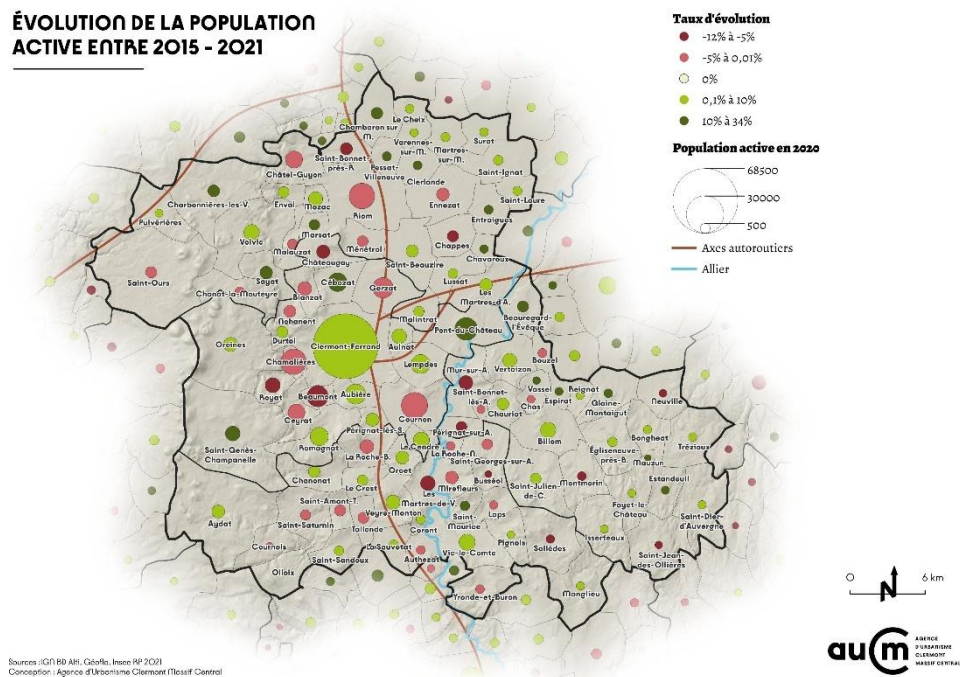 ÉVOLUTION DE LA POPULATION
ACTIVE ENTRE 2015 - 2021
Taux d'évolution
-12% à -5%
-5% à 0,01%
0%
0,1% à 10%
10% à 34%
Population active en 2020
68500
30000
500
Axes autoroutiers
Allier
Le Cheix
Chambaron sur
M.
Varennes-
sur-M.
Martres-
sur-M.
Surat
Saint-Bonnet-
près-R.
Pessat-
Villeneuve
Saint-Ignat
Châtel-Guyon
Clerlande
Charbonnières-les-V.
Enval
Mozac
Riom
Ennezat
Saint-Laure
Pulvérières
Entraigues
Volvic
Marsat
Malauzat
Ménétrol
Chappes
Châteaugay
Saint-Beauzire
Chavaroux
Saint-Ours
Sayat
Cébazat
Lussat
Chanat-la-Mouteyre
Blanzat
Gerzat
Les
Martres-d'A.
Nohanent
Malintrat
Beauregard-
l'Évêque
Durtol
Clermont-Ferrand
Pont-du-Château
Orcines
Aulnat
Chamalières
Lempdes
Mur-sur-A.
Vertaizon
Bouzel
Royat
Beaumont
Aubière
Saint-Bonnet-
lès-A.
Vassel
Reignat
Espirat
Chas
Glaine-
Montaigut
Neuville
Ceyrat
Cournon
Chauriat
Pérignat-lès-S.
Pérignat-sur-A.
Billom
Bongheat
Trézioux
Saint-Genès-
Champanelle
Romagnat
Le Cendre
La Roche-B.
La Roche-N.
Égliseneuve-
près-B.
Mauzun
Orcet
Saint-Georges-sur-A.
Estandeuil
Chanonat
Le Crest
Les
Martres-de-V.
Mirefleurs
Busséol
Saint-Julien-
de-C.
Montmorin
Fayet-le-
Château
Saint-Dier-
d'Auvergne
Aydat
Saint-Amant-T.
Veyre-Monton
Saint-Saturnin
Tallende
Corent
Saint-
Maurice
Laps
Isserteaux
Cournols
La Sauvetat
Pignols
Sallèdes
Saint-Jean-
des-Ollières
Saint-Sandoux
Authezat
Vic-le-Comte
Olloix
Yronde-et-Buron
Manglieu
0
6 km
N
Sources : IGN BD Alti, Géofla, Insee RP 2021
Conception : Agence d'Urbanisme Clermont Massif Central
auCm
AGENCE
D'URBANISME
CLERMONT
MASSIF CENTRAL